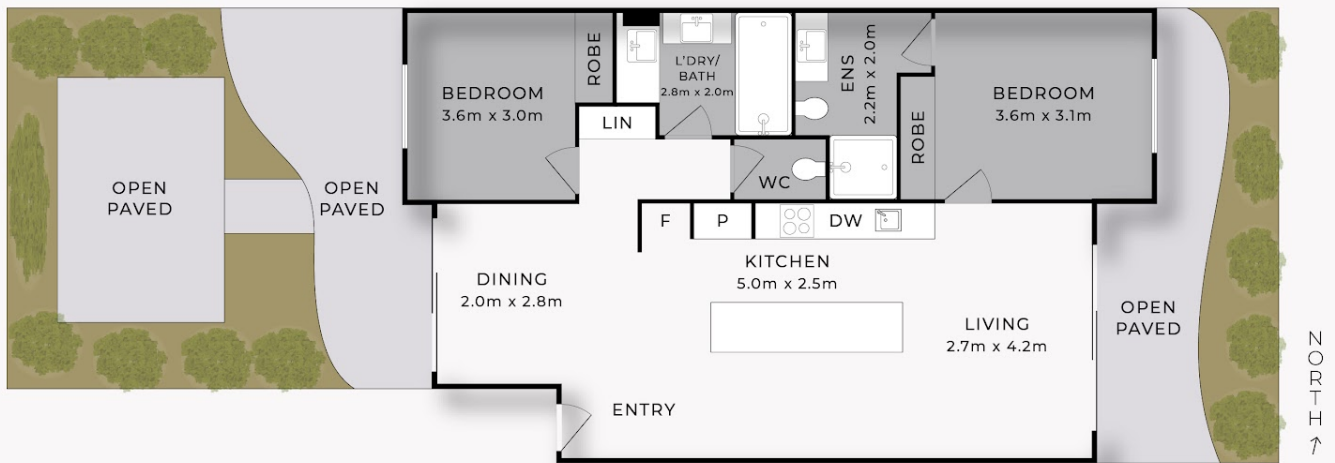 BEDROOM
3.6m x 3.0m
ROBE
L'DRY/
BATH
2.8m x 2.0m
LIN
ENS
2.2m x 2.0m
WC
ROBE
BEDROOM
3.6m x 3.1m
OPEN
PAVED
OPEN
PAVED
F
P
DW
DINING
2.0m x 2.8m
KITCHEN
5.0m x 2.5m
LIVING
2.7m x 4.2m
OPEN
PAVED
ENTRY
NORTH ↑